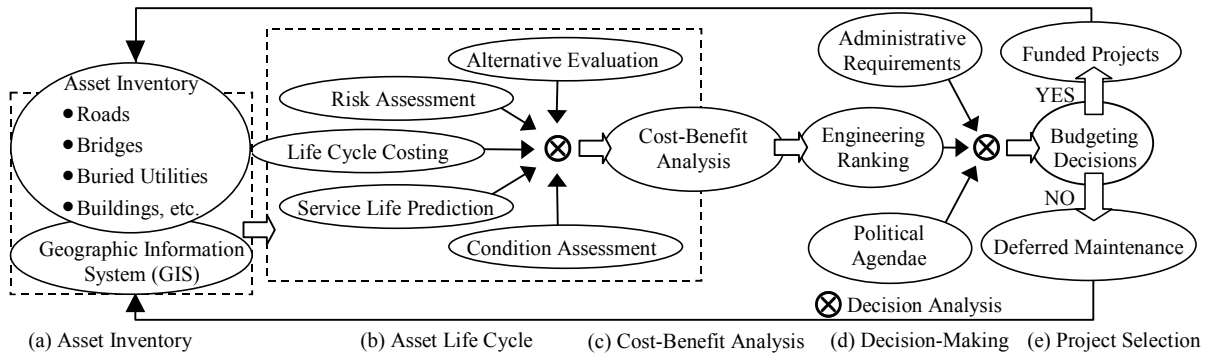 Asset Inventory
● Roads
● Bridges
● Buried Utilities
● Buildings, etc.
Geographic Information
System (GIS)
Alternative Evaluation
Risk Assessment
Life Cycle Costing
Service Life Prediction
Condition Assessment
Cost-Benefit
Analysis
Administrative
Requirements
Engineering
Ranking
Political
Agendae
Funded Projects
YES
Budgeting
Decisions
NO
Deferred Maintenance
Decision Analysis
(a) Asset Inventory
(b) Asset Life Cycle
(c) Cost-Benefit Analysis
(d) Decision-Making
(e) Project Selection